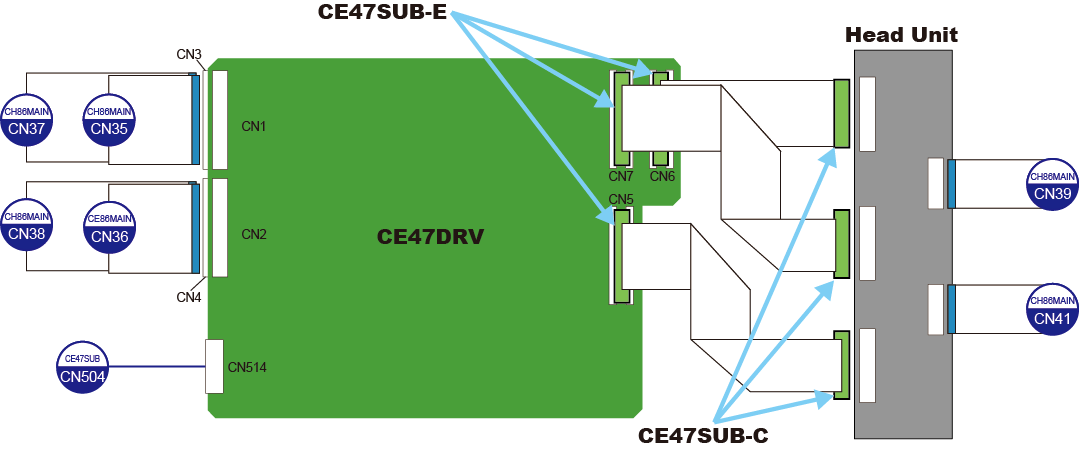 CE47SUB-E
Head Unit
CN3
CH86MAIN
CN37
CH86MAIN
CN35
CN1
CN7
CN6
CH86MAIN
CN39
CH86MAIN
CN38
CE86MAIN
CN36
CN2
CN5
CE47DRV
CN4
CH86MAIN
CN41
CE47SUB
CN504
CN514
CE47SUB-C